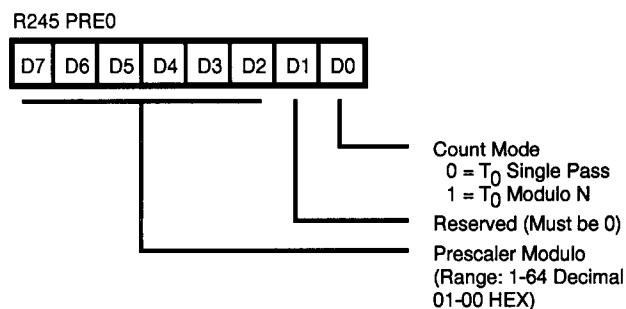 R245 PRE0
D7 D6 D5 D4 D3 D2 D1 D0
Count Mode
0 = T0 Single Pass
1 = T0 Modulo N
Reserved (Must be 0)
Prescaler Modulo
(Range: 1-64 Decimal
01-00 HEX)